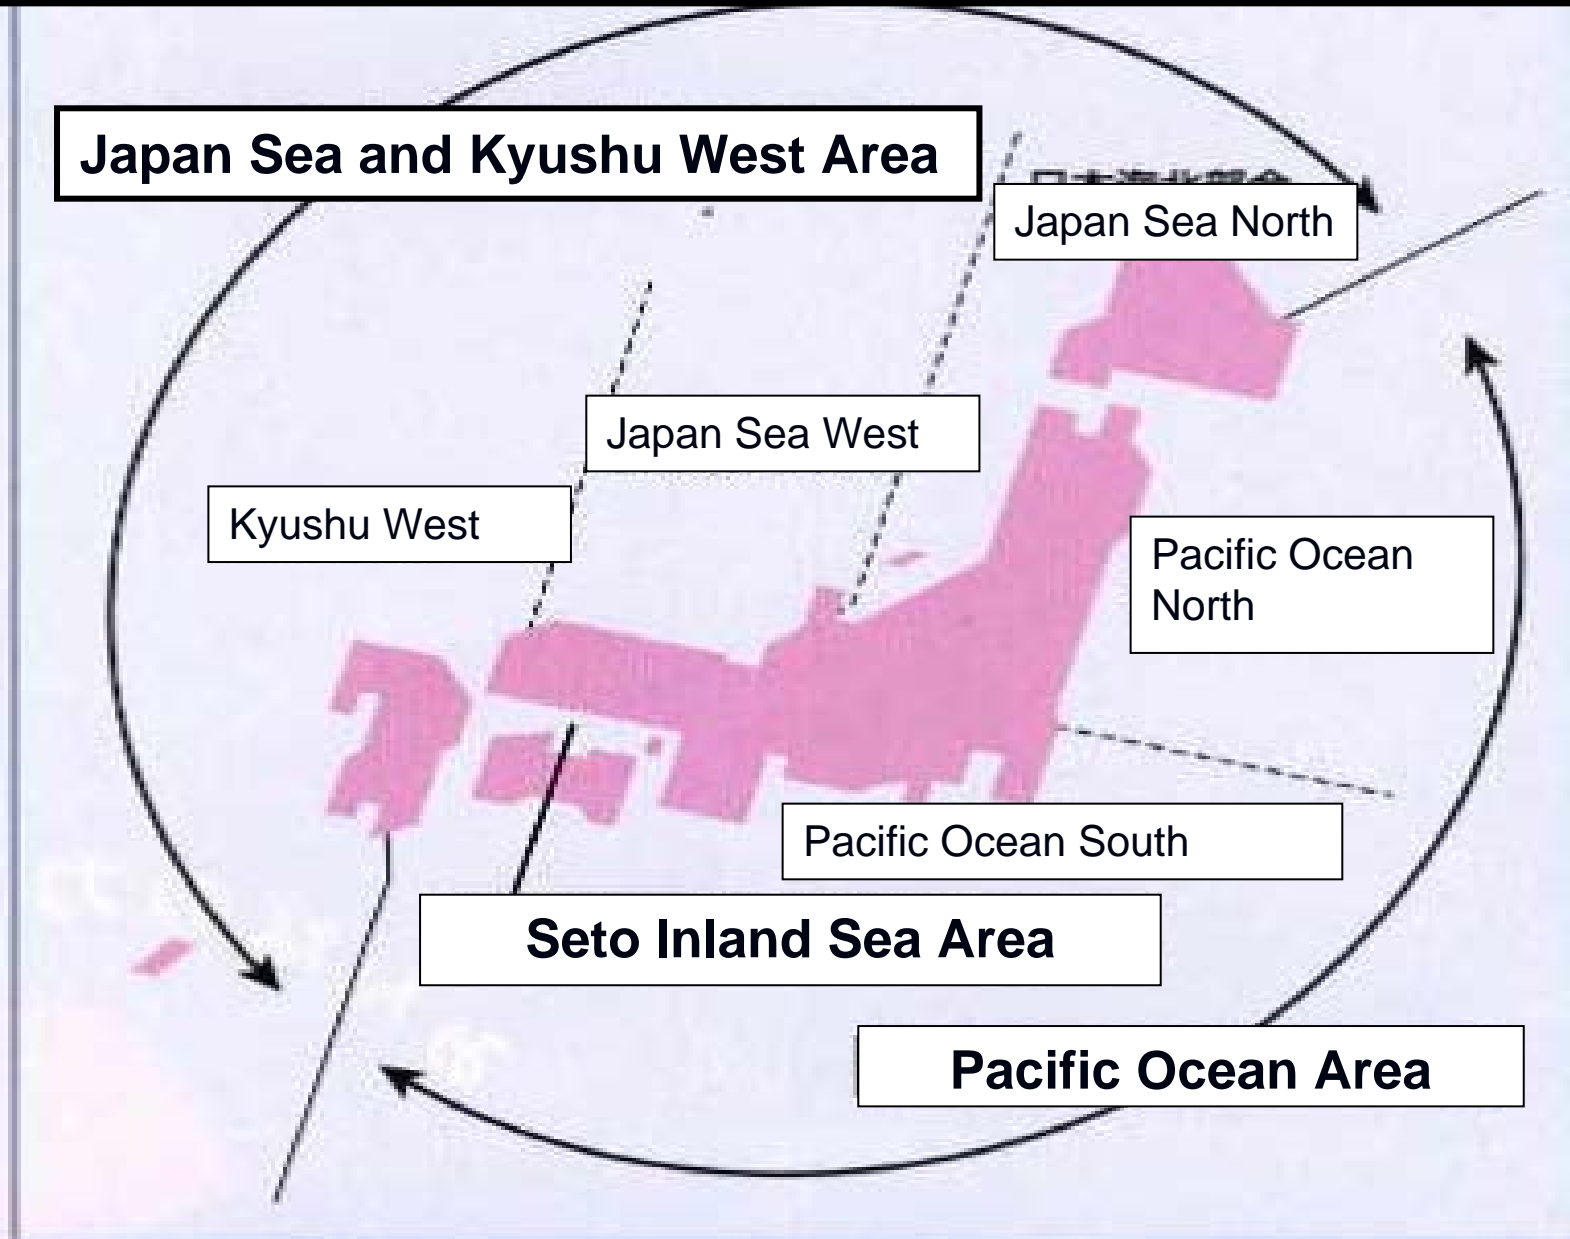 Japan Sea and Kyushu West Area
Japan Sea North
Japan Sea West
Kyushu West
Pacific Ocean
North
Pacific Ocean South
Seto Inland Sea Area
Pacific Ocean Area